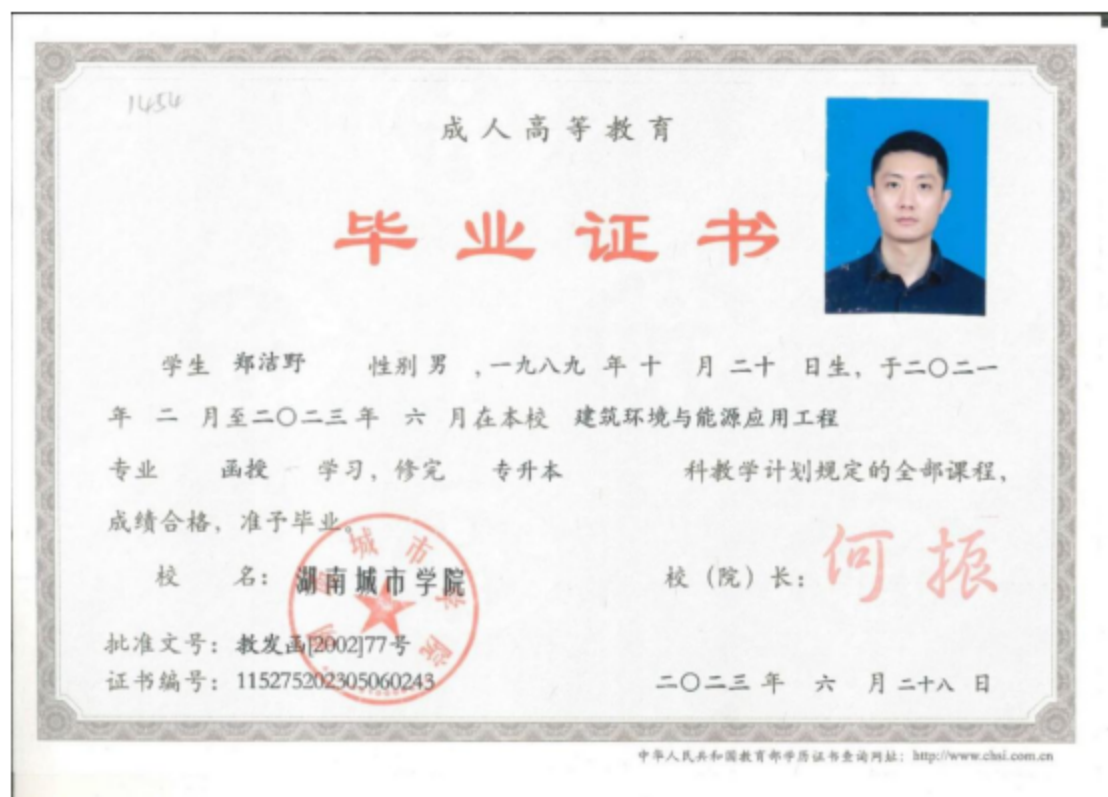 1454
成人高等教育
毕业证书
学生 郑洁野 性别 男 ,一九八九 年 十 月 二十 日生, 于二〇二一
年 二 月至二〇二三 年 六 月在本校 建筑环境与能源应用工程
专业 函授 学习, 修完 专升本 科教学计划规定的全部课程,
成绩合格, 准予毕业。
校 名: 湖南城市学院 校(院)长: 何振
批准文号: 教发函[2002]77号
证书编号: 115275202305060243 二〇二三 年 六 月 二十八 日
中华人民共和国教育部学历证书查询网址: http://www.chsi.com.cn